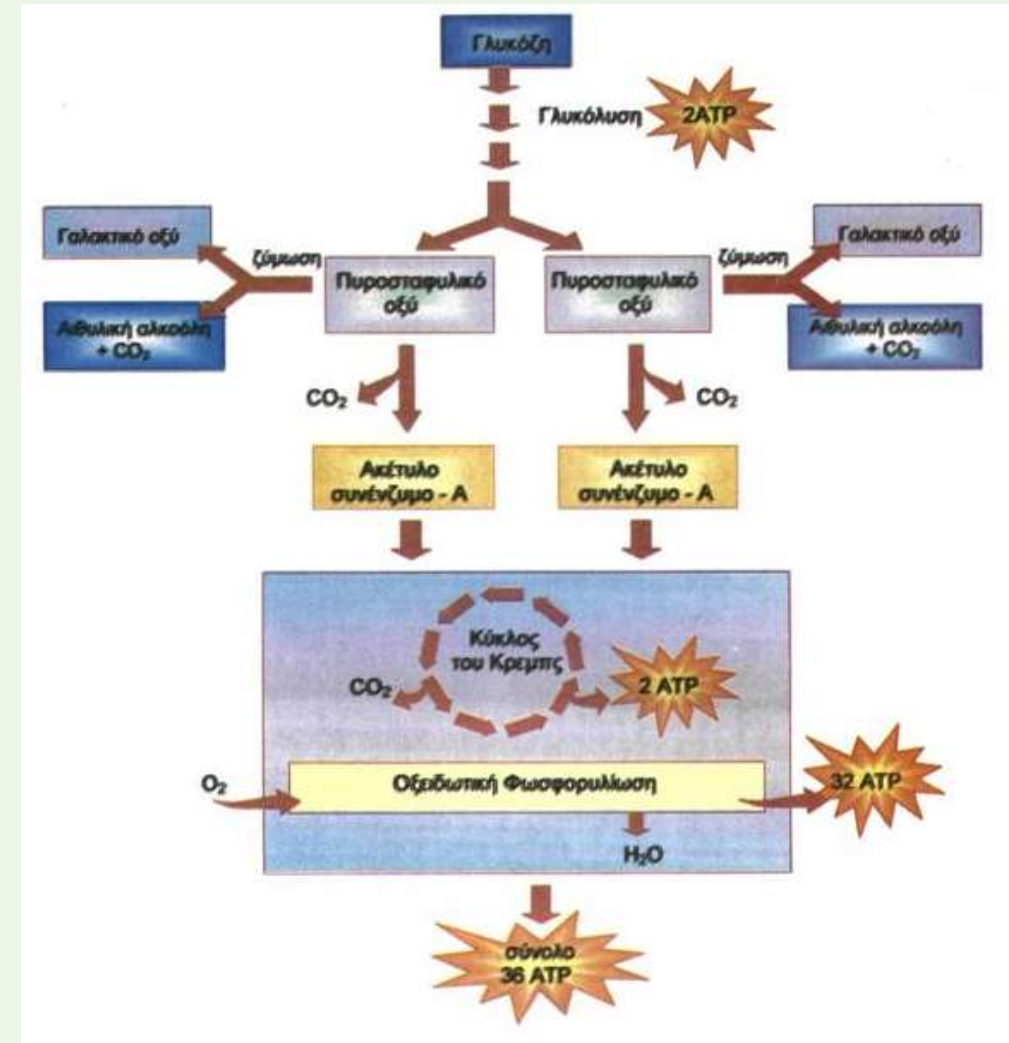 Γλυκόζη
Γλυκόλυση
2ATP
Γαλακτικό οξύ
ζύμωση
Αιθυλική αλκοόλη
+ CO₂
Πυροσταφυλικό
οξύ
Πυροσταφυλικό
οξύ
ζύμωση
Γαλακτικό οξύ
Αιθυλική αλκοόλη
+ CO₂
CO₂
CO₂
Ακέτυλο
συνένζυμο - Α
Ακέτυλο
συνένζυμο - Α
Κύκλος
του Κρεμπς
CO₂
2 ATP
O₂
Οξειδωτική Φωσφορυλίωση
32 ATP
H₂O
σύνολο
36 ATP